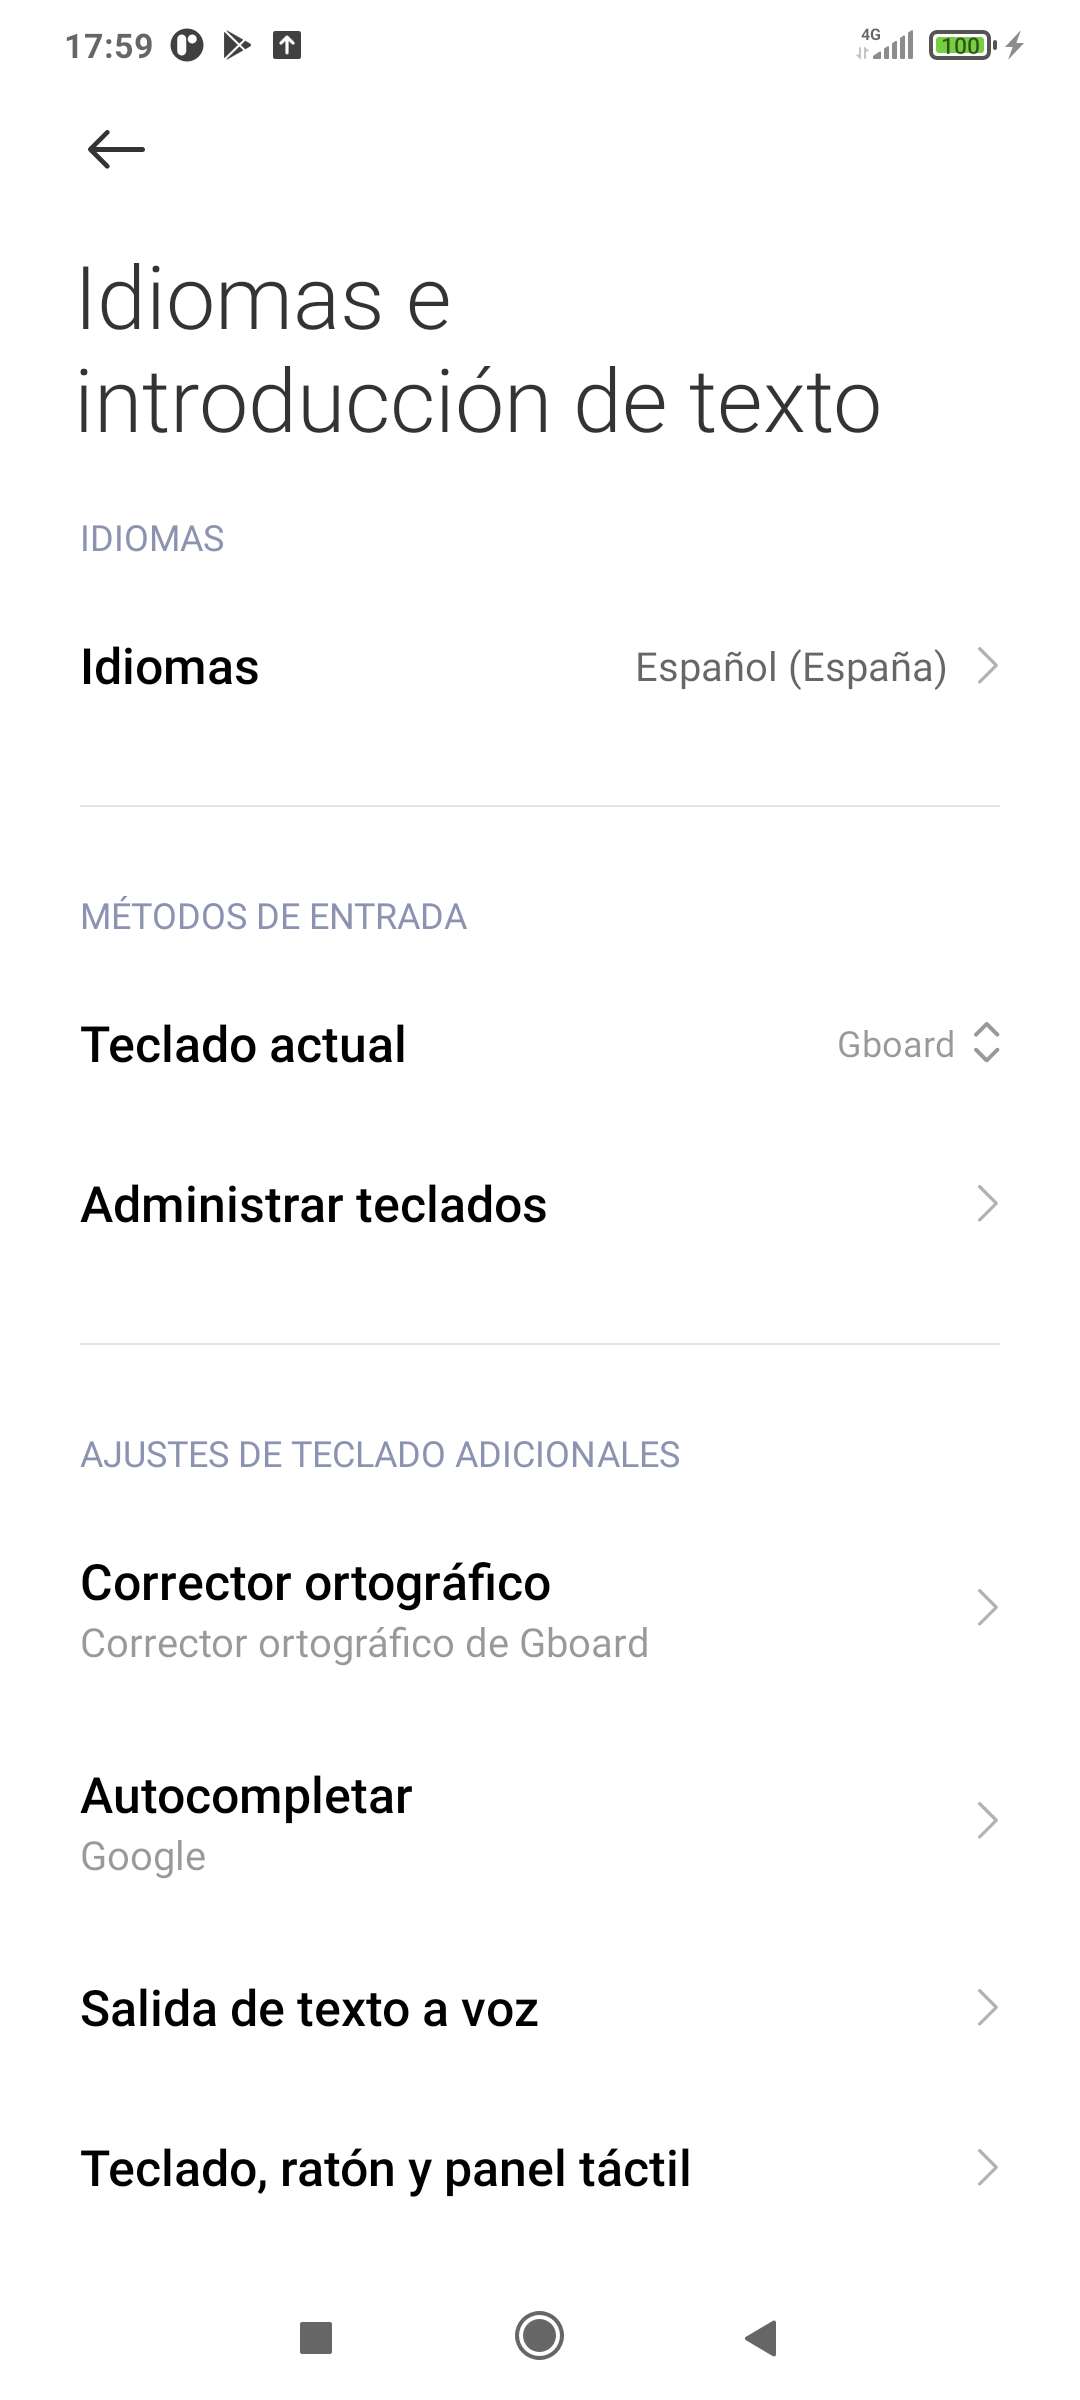 17:59
4G
100
Idiomas e
introducción de texto
IDIOMAS
Idiomas
Español (España)
MÉTODOS DE ENTRADA
Teclado actual
Gboard
Administrar teclados
AJUSTES DE TECLADO ADICIONALES
Corrector ortográfico
Corrector ortográfico de Gboard
Autocompletar
Google
Salida de texto a voz
Teclado, ratón y panel táctil